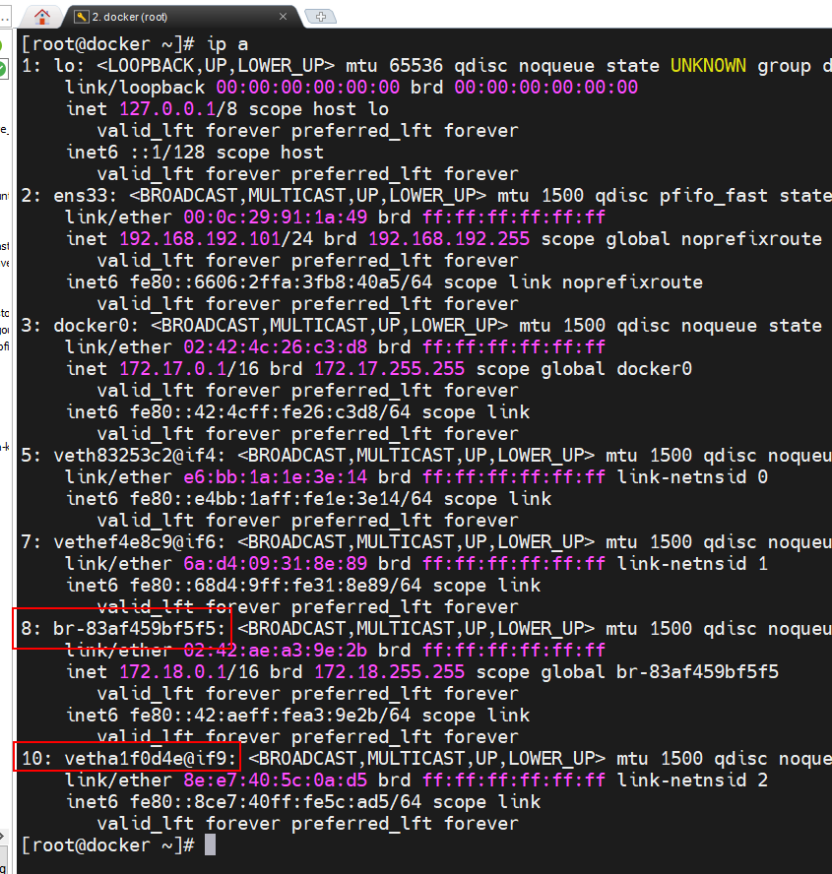 2. docker (root)
[root@docker ~]# ip a
1: lo: <LOOPBACK,UP,LOWER_UP> mtu 65536 qdisc noqueue state UNKNOWN group d
link/loopback 00:00:00:00:00:00 brd 00:00:00:00:00:00
inet 127.0.0.1/8 scope host lo
valid_lft forever preferred_lft forever
inet6 ::1/128 scope host
valid_lft forever preferred_lft forever
2: ens33: <BROADCAST,MULTICAST,UP,LOWER_UP> mtu 1500 qdisc pfifo_fast state
link/ether 00:0c:29:91:1a:49 brd ff:ff:ff:ff:ff:ff
inet 192.168.192.101/24 brd 192.168.192.255 scope global noprefixroute
valid_lft forever preferred_lft forever
inet6 fe80::6606:2ffa:3fb8:40a5/64 scope link noprefixroute
valid_lft forever preferred_lft forever
3: docker0: <BROADCAST,MULTICAST,UP,LOWER_UP> mtu 1500 qdisc noqueue state
link/ether 02:42:4c:26:c3:d8 brd ff:ff:ff:ff:ff:ff
inet 172.17.0.1/16 brd 172.17.255.255 scope global docker0
valid_lft forever preferred_lft forever
inet6 fe80::42:4cff:fe26:c3d8/64 scope link
valid_lft forever preferred_lft forever
5: veth83253c2@if4: <BROADCAST,MULTICAST,UP,LOWER_UP> mtu 1500 qdisc noqueu
link/ether e6:bb:1a:1e:3e:14 brd ff:ff:ff:ff:ff:ff link-netnsid 0
inet6 fe80::e4bb:1aff:fe1e:3e14/64 scope link
valid_lft forever preferred_lft forever
7: vethef4e8c9@if6: <BROADCAST,MULTICAST,UP,LOWER_UP> mtu 1500 qdisc noqueu
link/ether 6a:d4:09:31:8e:89 brd ff:ff:ff:ff:ff:ff link-netnsid 1
inet6 fe80::68d4:9ff:fe31:8e89/64 scope link
valid_lft forever preferred_lft forever
8: br-83af459bf5f5: <BROADCAST,MULTICAST,UP,LOWER_UP> mtu 1500 qdisc noqueu
link/ether 02:42:ae:a3:9e:2b brd ff:ff:ff:ff:ff:ff
inet 172.18.0.1/16 brd 172.18.255.255 scope global br-83af459bf5f5
valid_lft forever preferred_lft forever
inet6 fe80::42:aeff:fea3:9e2b/64 scope link
valid_lft forever preferred_lft forever
10: vetha1f0d4e@if9: <BROADCAST,MULTICAST,UP,LOWER_UP> mtu 1500 qdisc noque
link/ether 8e:e7:40:5c:0a:d5 brd ff:ff:ff:ff:ff:ff link-netnsid 2
inet6 fe80::8ce7:40ff:fe5c:ad5/64 scope link
valid_lft forever preferred_lft forever
[root@docker ~]#